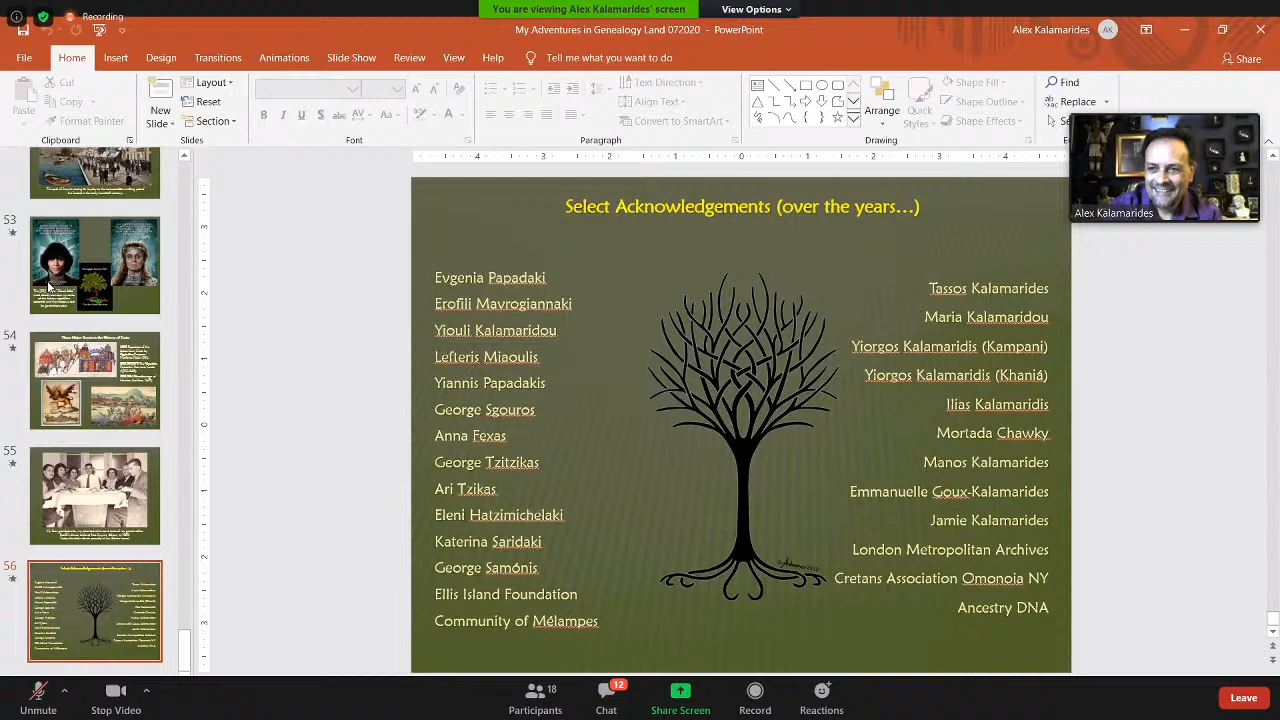 Recording
You are viewing Alex Kalamarides' screen
View Options
My Adventures in Genealogy Land 072020 - PowerPoint
Alex Kalamarides
AK
File
Home
Insert
Design
Transitions
Animations
Slide Show
Review
View
Help
Tell me what you want to do
Share
Paste
Cut
Copy
Format Painter
Clipboard
New
Slide
Layout
Reset
Section
Slides
Font
Text Direction
Align Text
Convert to SmartArt
Paragraph
Arrange
Quick
Styles
Shape Fill
Shape Outline
Shape Effects
Drawing
Find
Replace
Alex Kalamarides
53
54
55
56
Select Acknowledgements (over the years...)
Evgenia Papadaki
Erofili Mavrogiannaki
Yiouli Kalamaridou
Lefteris Miaoulis
Yiannis Papadakis
George Sgouros
Anna Fexas
George Tzitzikas
Ari Tzikas
Eleni Hatzimichelaki
Katerina Saridaki
George Samónis
Ellis Island Foundation
Community of Mélampes
Tassos Kalamarides
Maria Kalamaridou
Yiorgos Kalamaridis (Kampani)
Yiorgos Kalamaridis (Khaniá)
Ilias Kalamaridis
Mortada Chawky
Manos Kalamarides
Emmanuelle Goux-Kalamarides
Jamie Kalamarides
London Metropolitan Archives
Cretans Association Omonoia NY
Ancestry DNA
Unmute
Stop Video
Participants
18
Chat
12
Share Screen
Record
Reactions
Leave